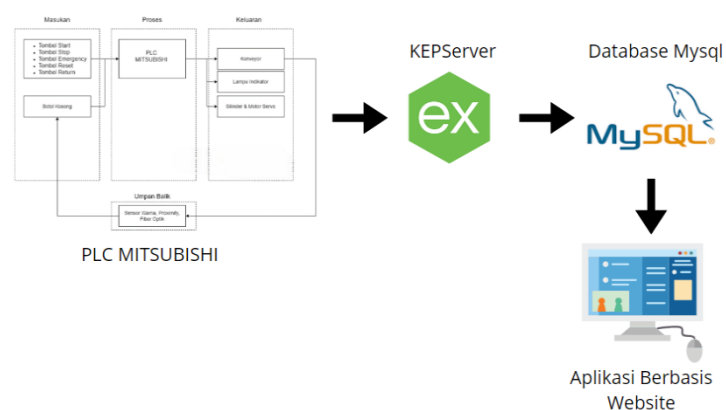 Masukan
Proses
Keluaran
Tombol Start
Tombol Stop
Tombol Emergency
Tombol Reset
Tombol Return
Botol Kosong
PLC
MITSUBISHI
Konveyor
Lampu Indikator
Silinder & Motor Servo
Umpan Balik
Sensor Warna, Proximity,
Fiber Optik
PLC MITSUBISHI
KEPServer
ex
Database Mysql
MySQL
Aplikasi Berbasis
Website